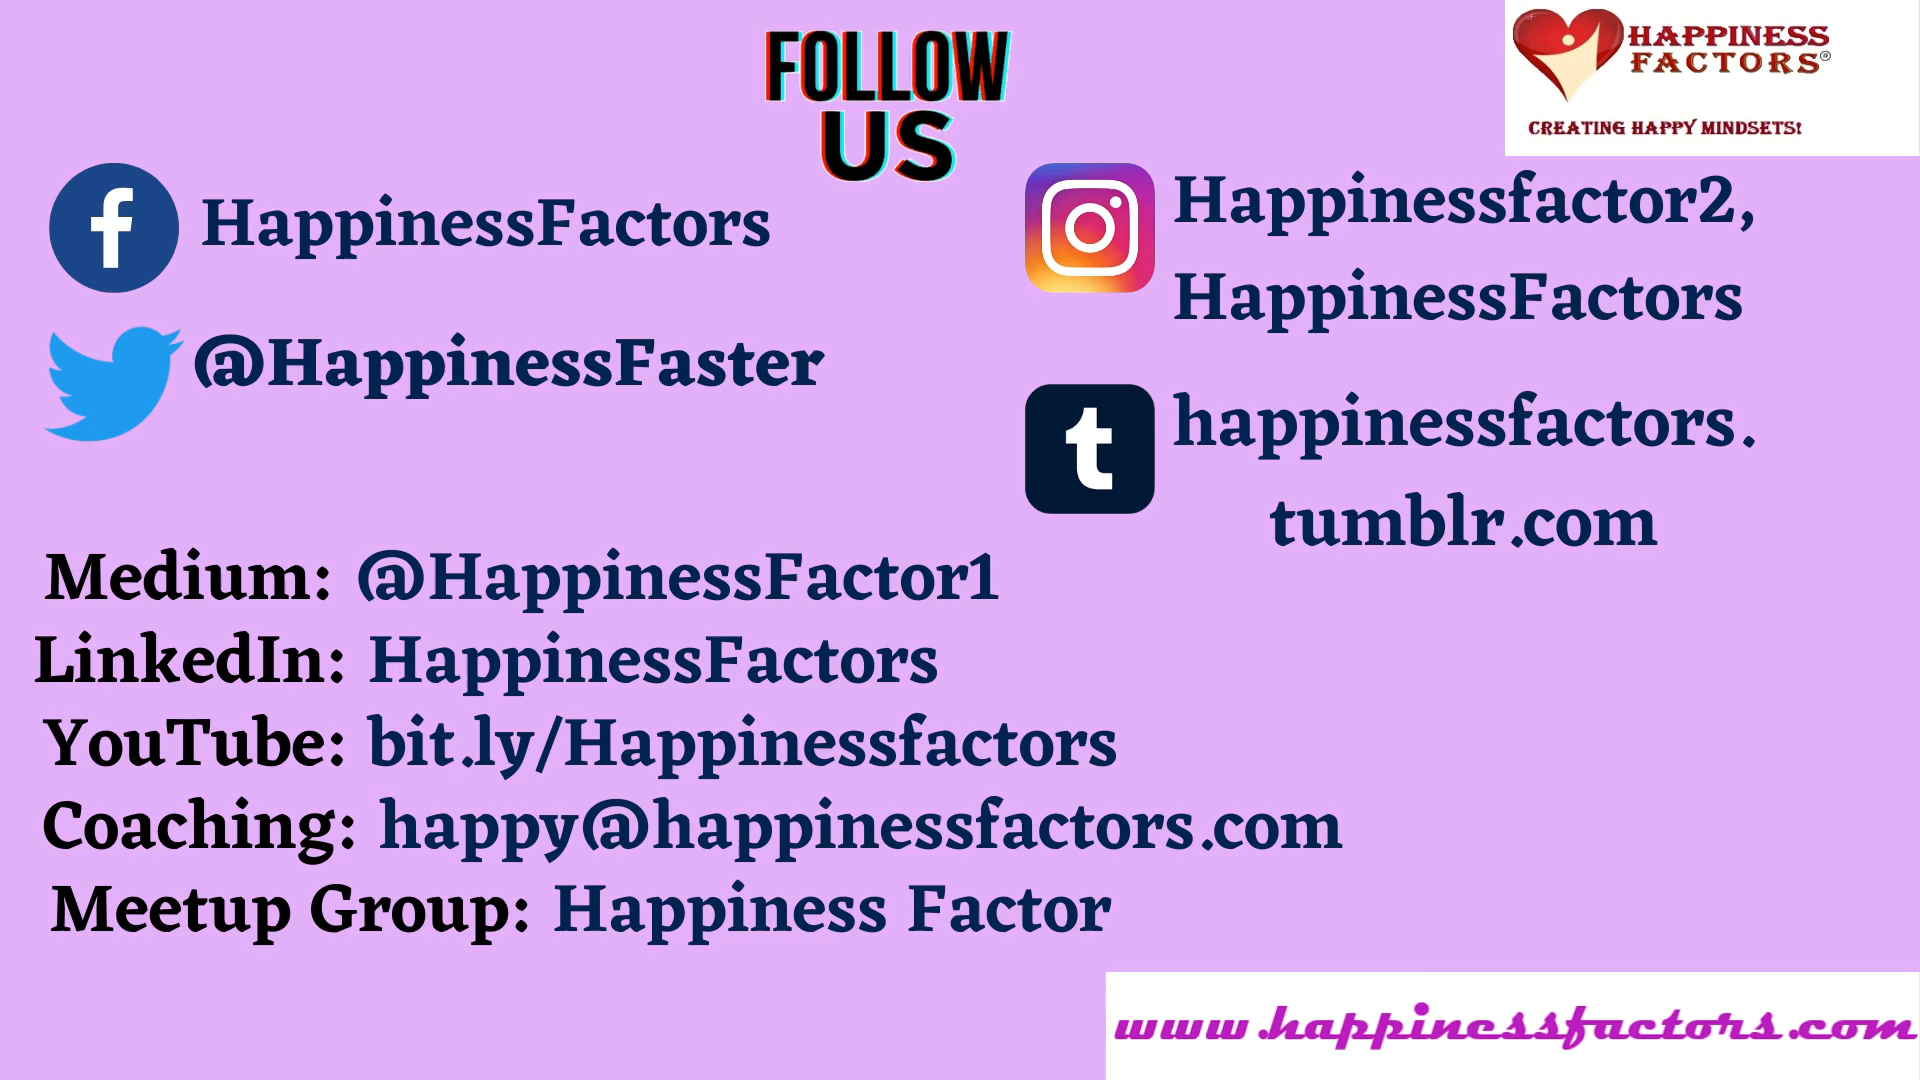 FOLLOW
US
HAPPINESS
FACTORS®
CREATING HAPPY MINDSETS!
HappinessFactors
@HappinessFaster
Happinessfactor2,
HappinessFactors
happinessfactors.
tumblr.com
Medium: @HappinessFactor1
LinkedIn: HappinessFactors
YouTube: bit.ly/Happinessfactors
Coaching: happy@happinessfactors.com
Meetup Group: Happiness Factor
www.happinessfactors.com